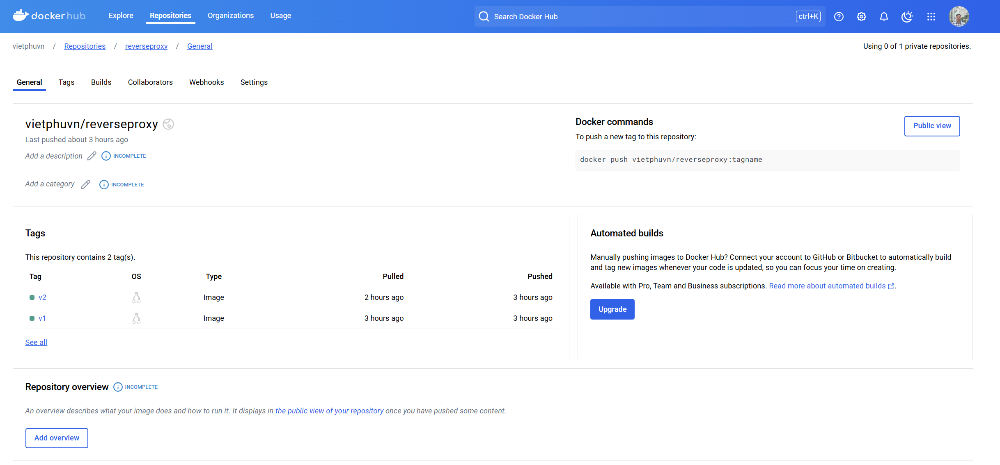 dockerhub Explore Repositories Organizations Usage Search Docker Hub ctrl+K
vietphuvn / Repositories / reverseproxy / General Using 0 of 1 private repositories.
General Tags Builds Collaborators Webhooks Settings
vietphuvn/reverseproxy
Last pushed about 3 hours ago
Add a description INCOMPLETE
Add a category INCOMPLETE
Docker commands
Public view
To push a new tag to this repository:
docker push vietphuvn/reverseproxy:tagname
Tags
This repository contains 2 tag(s).
Tag OS Type Pulled Pushed
v2 Image 2 hours ago 3 hours ago
v1 Image 3 hours ago 3 hours ago
See all
Automated builds
Manually pushing images to Docker Hub? Connect your account to GitHub or Bitbucket to automatically build
and tag new images whenever your code is updated, so you can focus your time on creating.
Available with Pro, Team and Business subscriptions. Read more about automated builds.
Upgrade
Repository overview INCOMPLETE
An overview describes what your image does and how to run it. It displays in the public view of your repository once you have pushed some content.
Add overview